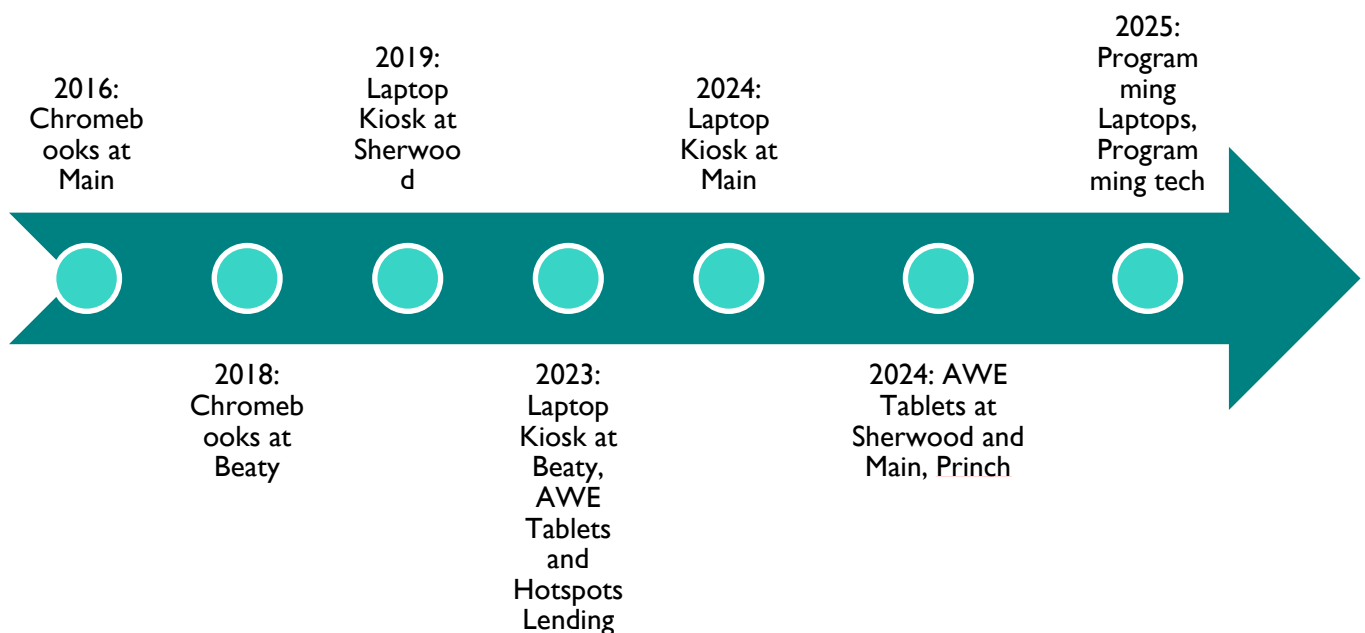 2016:
Chromeb
ooks at
Main
2018:
Chromeb
ooks at
Beaty
2019:
Laptop
Kiosk at
Sherwoo
d
2023:
Laptop
Kiosk at
Beaty,
AWE
Tablets
and
Hotspots
Lending
2024:
Laptop
Kiosk at
Main
2024: AWE
Tablets at
Sherwood and
Main, Princh
2025:
Program
ming
Laptops,
Program
ming tech